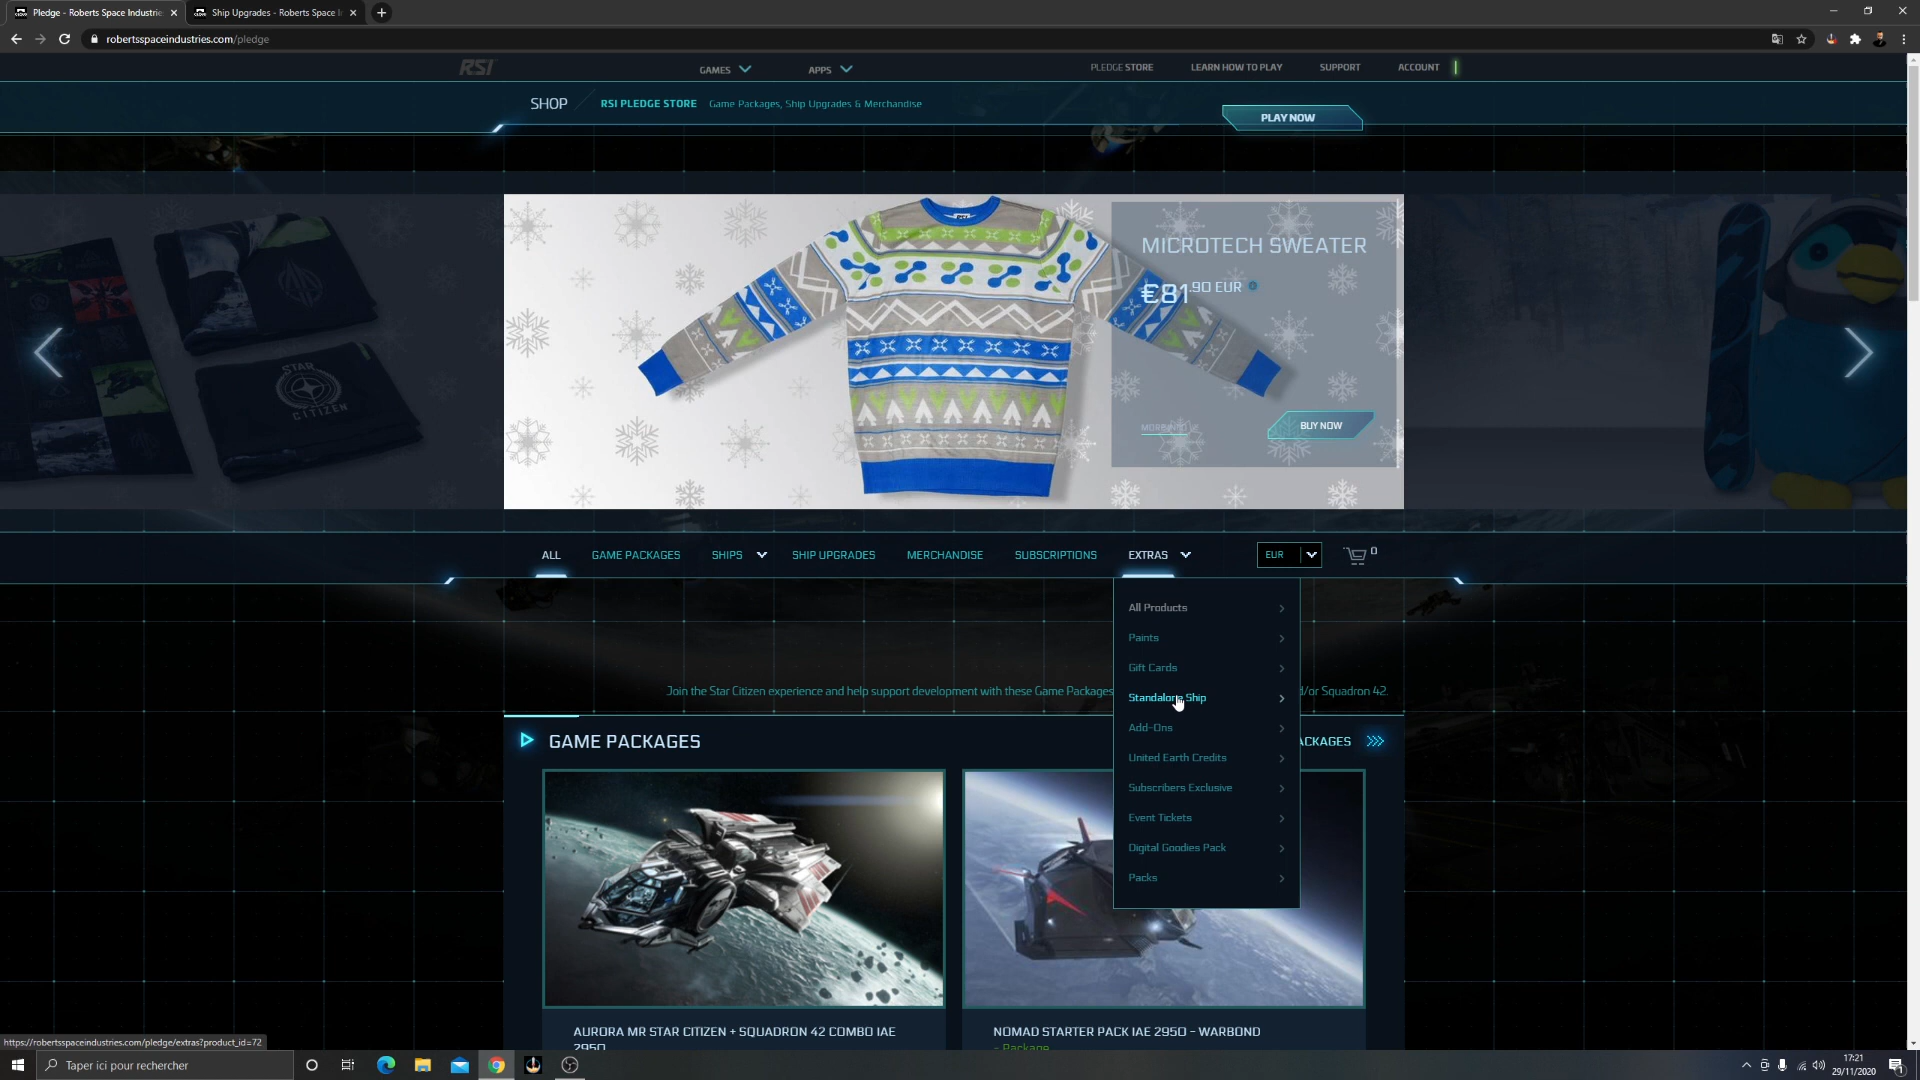 Pledge - Roberts Space Industrie
Ship Upgrades - Roberts Space I
robertsspaceindustries.com/pledge
RSI
GAMES
APPS
PLEDGE STORE
LEARN HOW TO PLAY
SUPPORT
ACCOUNT
SHOP
RSI PLEDGE STORE
Game Packages, Ship Upgrades & Merchandise
PLAY NOW
STAR CITIZEN
MICROTECH SWEATER
€81.90 EUR
BUY NOW
ALL
GAME PACKAGES
SHIPS
SHIP UPGRADES
MERCHANDISE
SUBSCRIPTIONS
EXTRAS
EUR
0
All Products
Paints
Gift Cards
Standalone Ship
Add-Ons
United Earth Credits
Subscribers Exclusive
Event Tickets
Digital Goodies Pack
Packs
Join the Star Citizen experience and help support development with these Game Packages
d/or Squadron 42.
GAME PACKAGES
ACKAGES
AURORA MR STAR CITIZEN + SQUADRON 42 COMBO IAE
2950
NOMAD STARTER PACK IAE 2950 - WARBOND
- Package
https://robertsspaceindustries.com/pledge/extras?product_id=72
Taper ici pour rechercher
17:21
29/11/2020